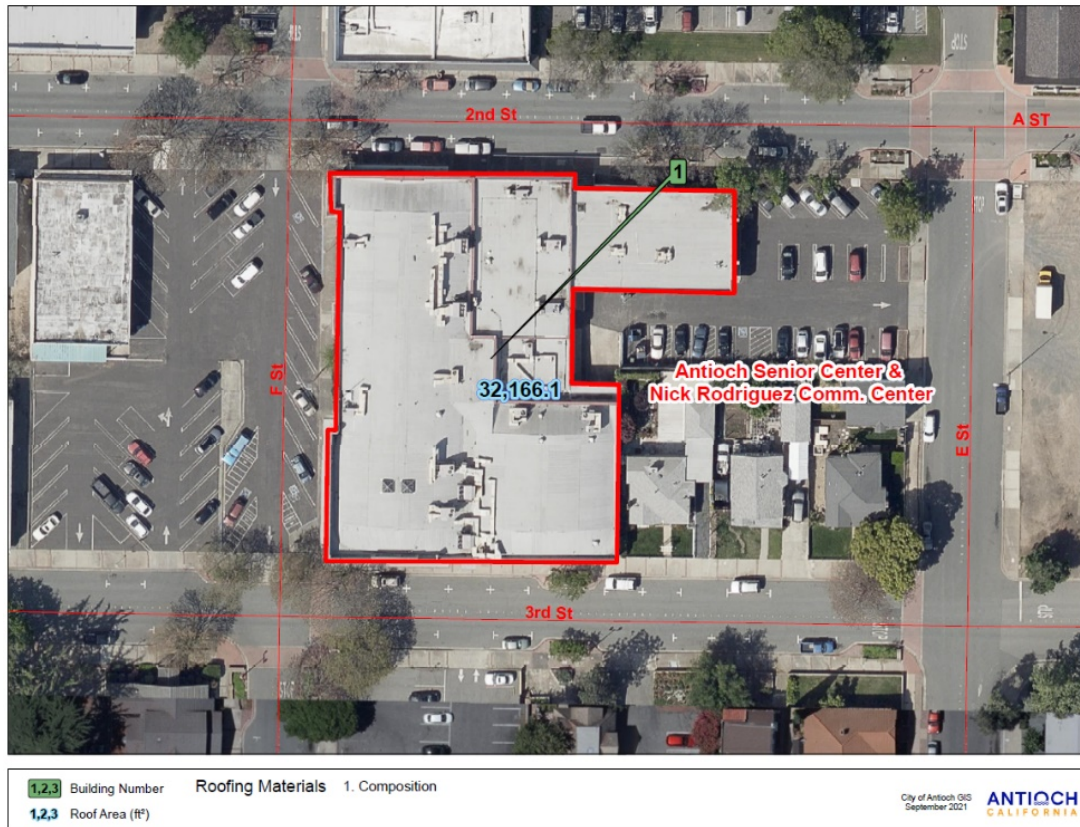 2nd St
A ST
1
F St
32,166.1
Antioch Senior Center &
Nick Rodriguez Comm. Center
E St
3rd St
STOP
STOP
1,2,3 Building Number
Roofing Materials 1. Composition
1,2,3 Roof Area (ft²)
City of Antioch GIS
September 2021
ANTIOCH
CALIFORNIA